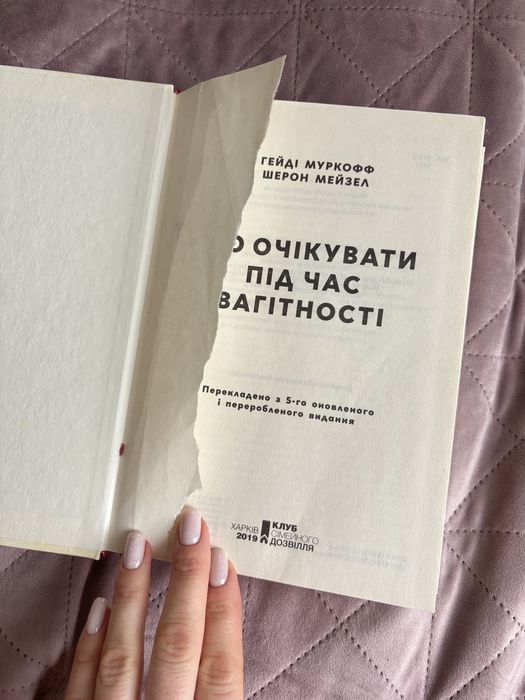 ГЕЙДІ МУРКОФФ
ШЕРОН МЕЙЗЕЛ
ОЧІКУВАТИ
ПІД ЧАС
ВАГІТНОСТІ
Перекладено з 5-го оновленого
і переробленого видання
ХАРКІВ
2019
КЛУБ
СІМЕЙНОГО
ДОЗВІЛЛЯ